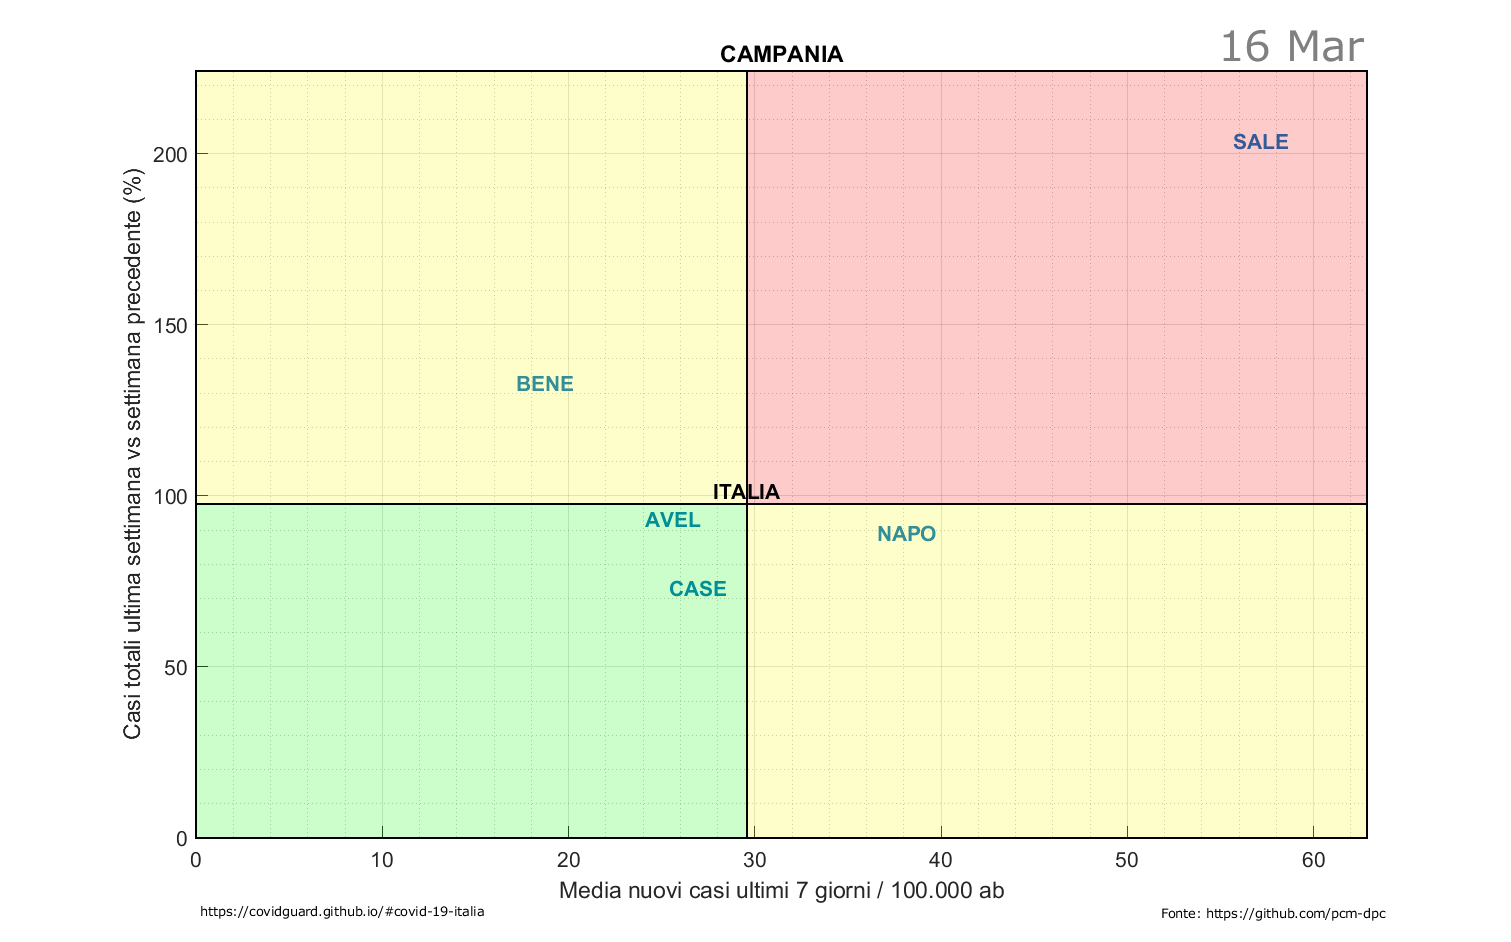 16 Mar
CAMPANIA
Casi totali ultima settimana vs settimana precedente (%)
200
150
100
50
0
SALE
BENE
ITALIA
AVEL
NAPO
CASE
0 10 20 30 40 50 60
Media nuovi casi ultimi 7 giorni / 100.000 ab
https://covidguard.github.io/#covid-19-italia
Fonte: https://github.com/pcm-dpc